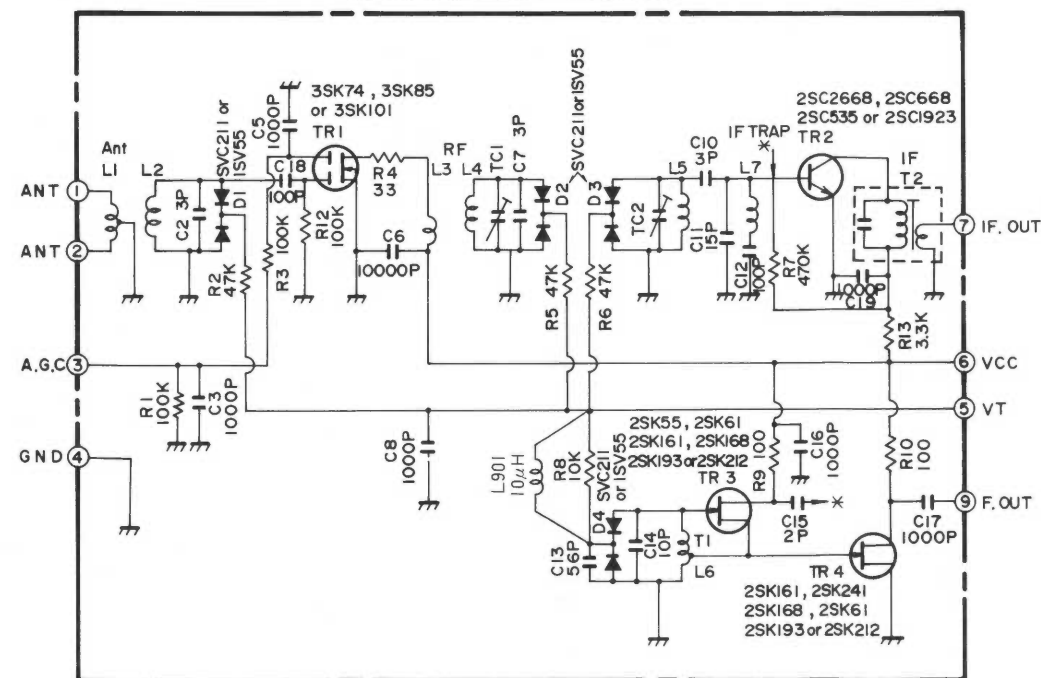 3SK74, 3SK85
or 3SK101
TR1
C5
1000P
SVC211 or
1SV55
D1
Ant
L1
L2
C2 3P
C18
100P
R12
100K
R4
33
L3
RF
L4
TC1
C7 3P
SVC211 or 1SV55
D2
D3
TC2
L5
C10
3P
IF TRAP
*
L7
2SC2668, 2SC668
2SC535 or 2SC1923
TR2
IF
T2
ANT 1
ANT 2
7 IF. OUT
R2
47K
R3 100K
C6
10000P
R5 47K
R6 47K
C11
15P
C12
100P
R7
470K
1000P
C19
R13
3.3K
A.G.C 3
6 VCC
R1
100K
C3
1000P
5 VT
GND 4
C8
1000P
L901
10μH
R8
10K
SVC211
or 1SV55
2SK55, 2SK61
2SK161, 2SK168
2SK193 or 2SK212
TR 3
R9 100
C16
1000P
R10
100
D4
C13
56P
C14
10P
T1
L6
C15
2P
*
C17
1000P
9 F. OUT
TR 4
2SK161, 2SK241
2SK168, 2SK61
2SK193 or 2SK212